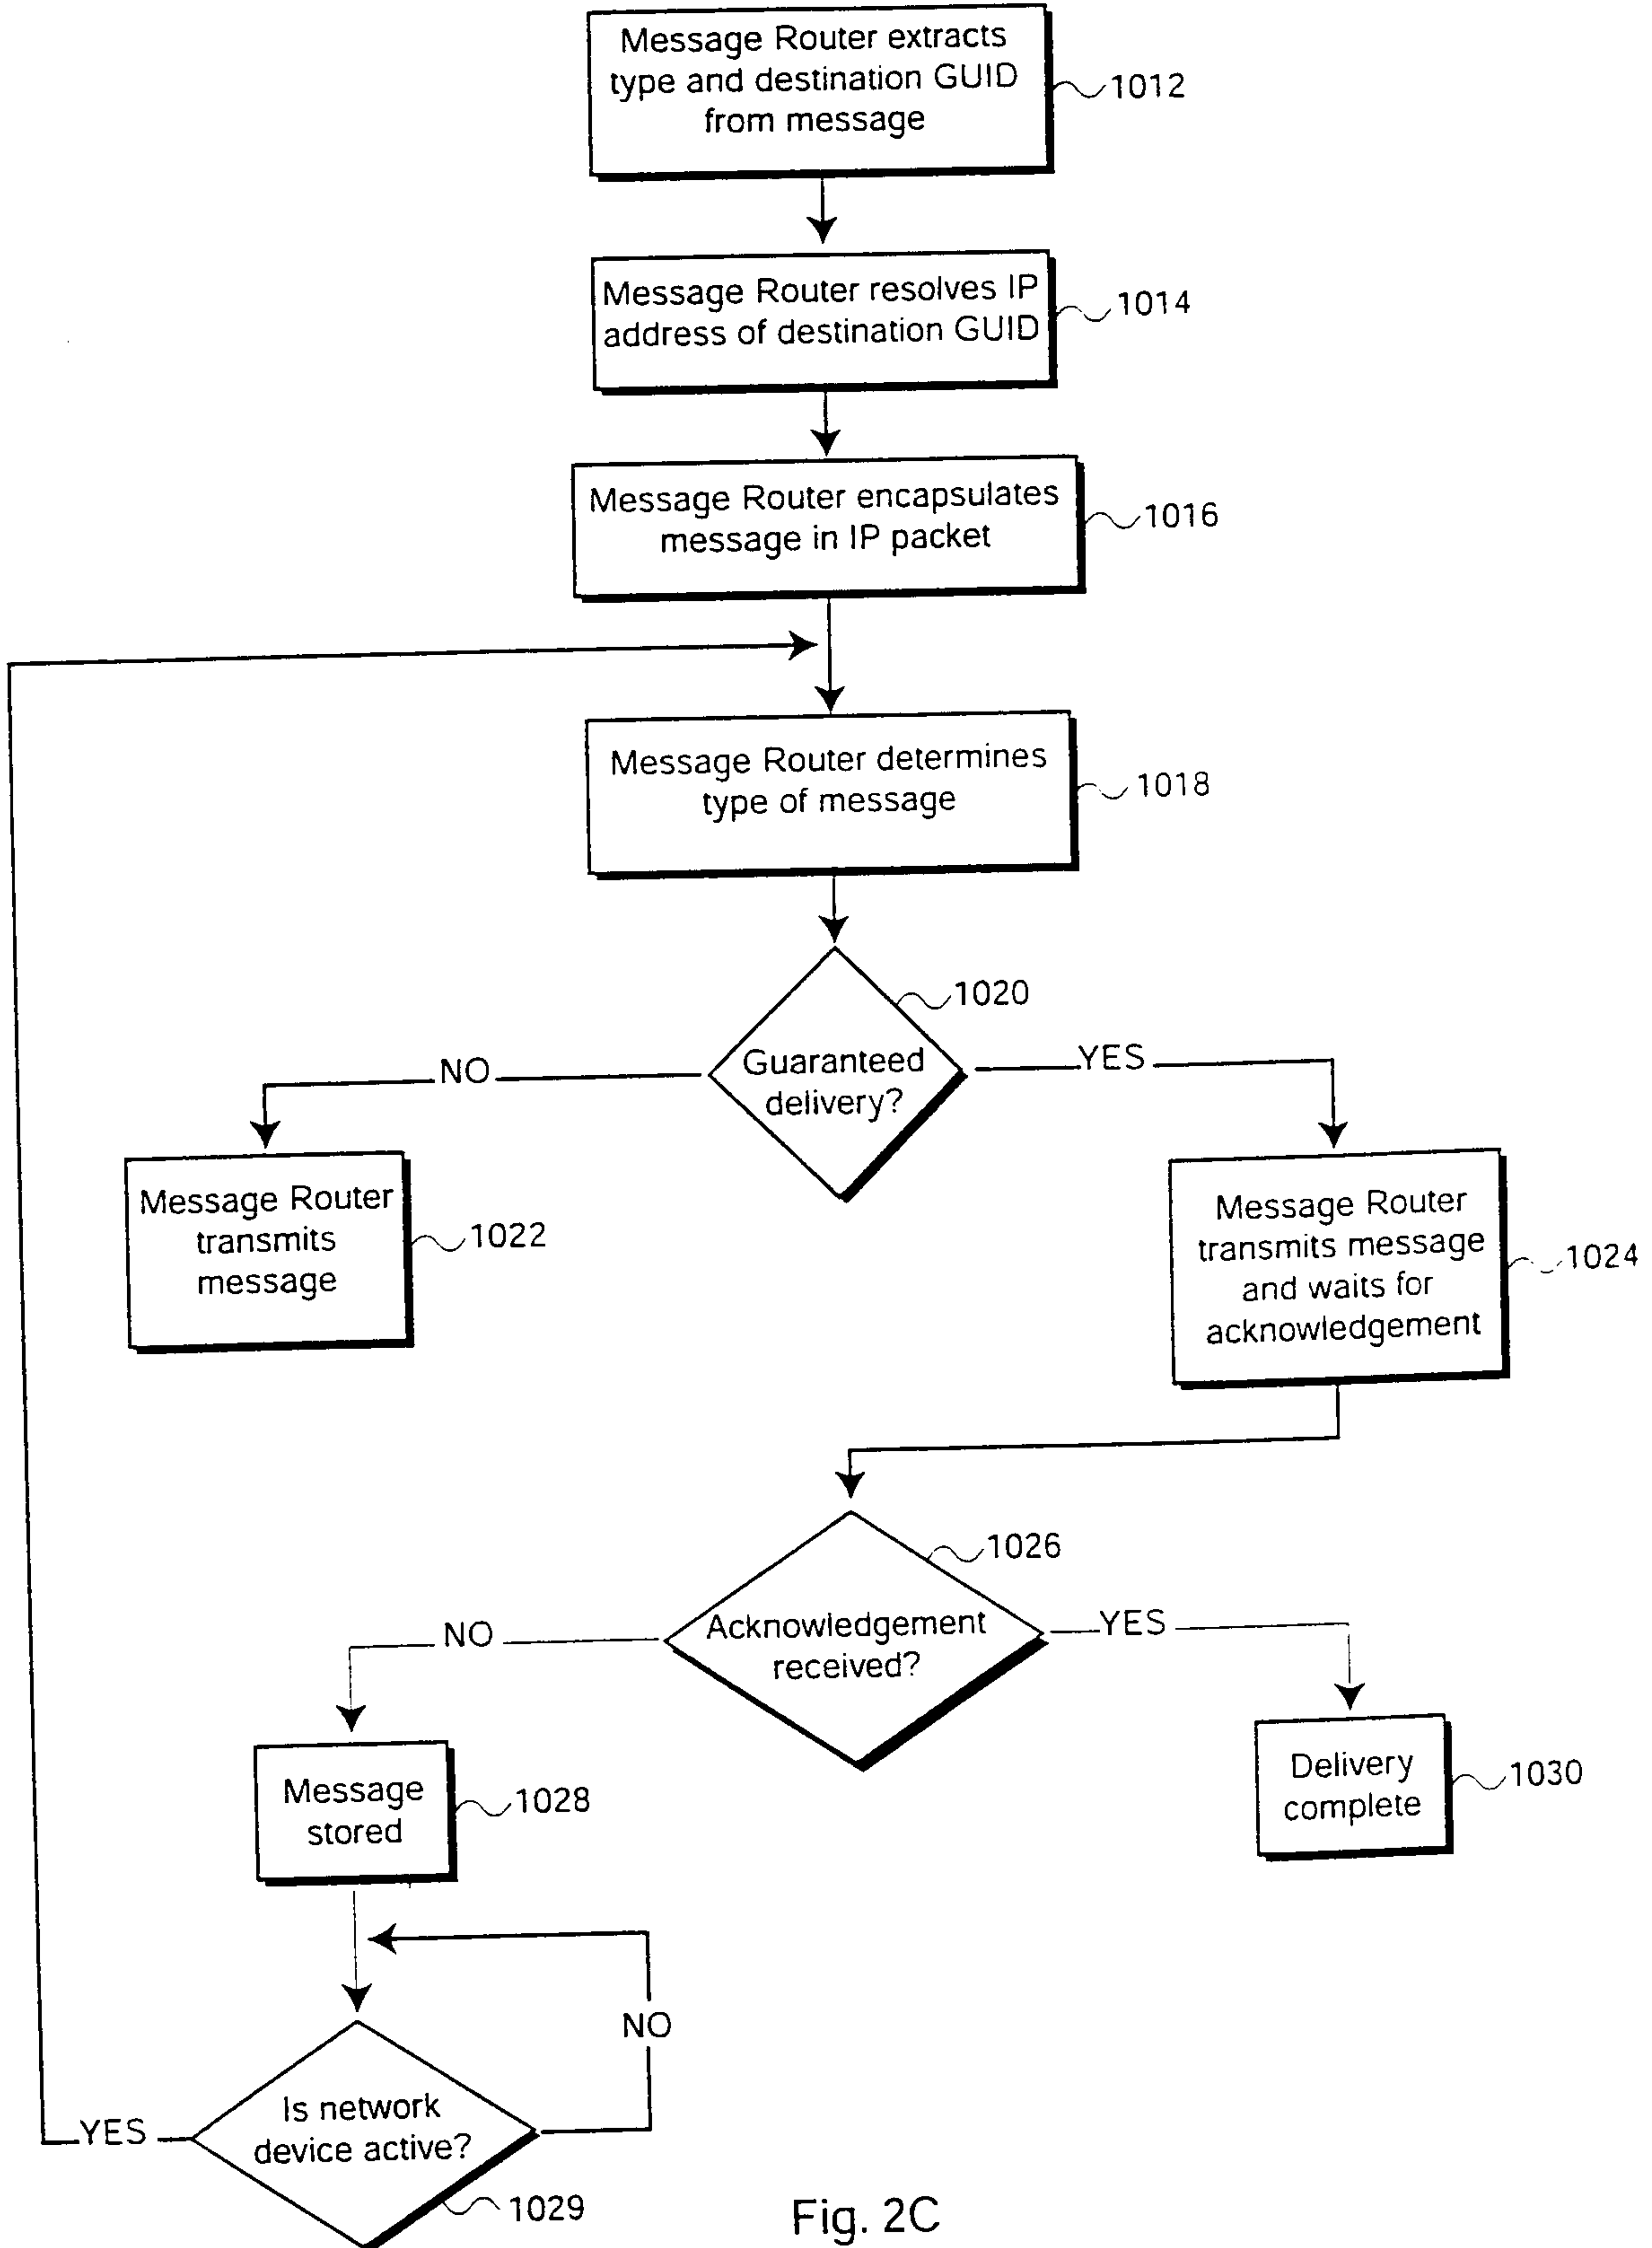 Message Router extracts
type and destination GUID
from message
1012
Message Router resolves IP
address of destination GUID
1014
Message Router encapsulates
message in IP packet
1016
Message Router determines
type of message
1018
1020
Guaranteed
delivery?
NO
YES
Message Router
transmits
message
1022
Message Router
transmits message
and waits for
acknowledgement
1024
1026
Acknowledgement
received?
NO
YES
Message
stored
1028
Delivery
complete
1030
NO
Is network
device active?
YES
1029
Fig. 2C